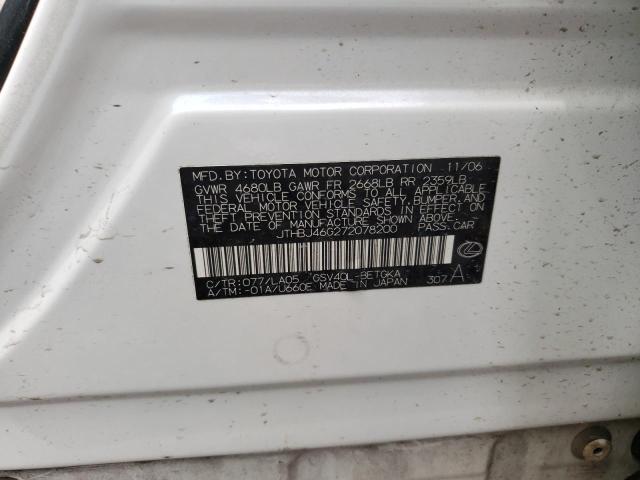 MFD. BY: TOYOTA MOTOR CORPORATION 11/06
GVWR 4680LB GAWR FR 2668LB RR 2359LB
THIS VEHICLE CONFORMS TO ALL APPLICABLE
FEDERAL MOTOR VEHICLE SAFETY, BUMPER, AND
THEFT PREVENTION STANDARDS IN EFFECT ON
THE DATE OF MANUFACTURE SHOWN ABOVE.
JTHBJ46G272078200 PASS. CAR
C/TR: 077/LA05 GSV40L-BETGKA
A/TM: -01A/U660E MADE IN JAPAN 307 A